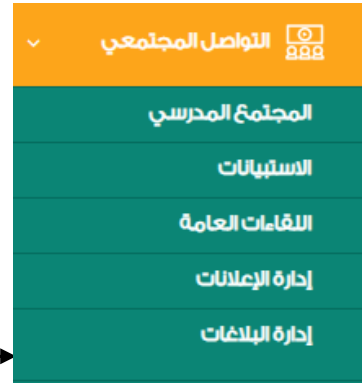 التواصل المجتمعي
المجتمع المدرسي
الاستبيانات
اللقاءات العامة
إدارة الإعلانات
إدارة البلاغات